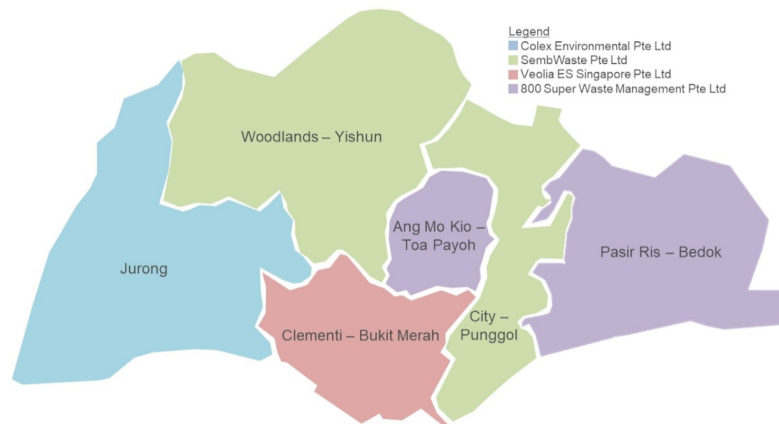 Legend
Colex Environmental Pte Ltd
SembWaste Pte Ltd
Veolia ES Singapore Pte Ltd
800 Super Waste Management Pte Ltd
Woodlands – Yishun
Ang Mo Kio –
Toa Payoh
Pasir Ris – Bedok
Jurong
City –
Punggol
Clementi – Bukit Merah